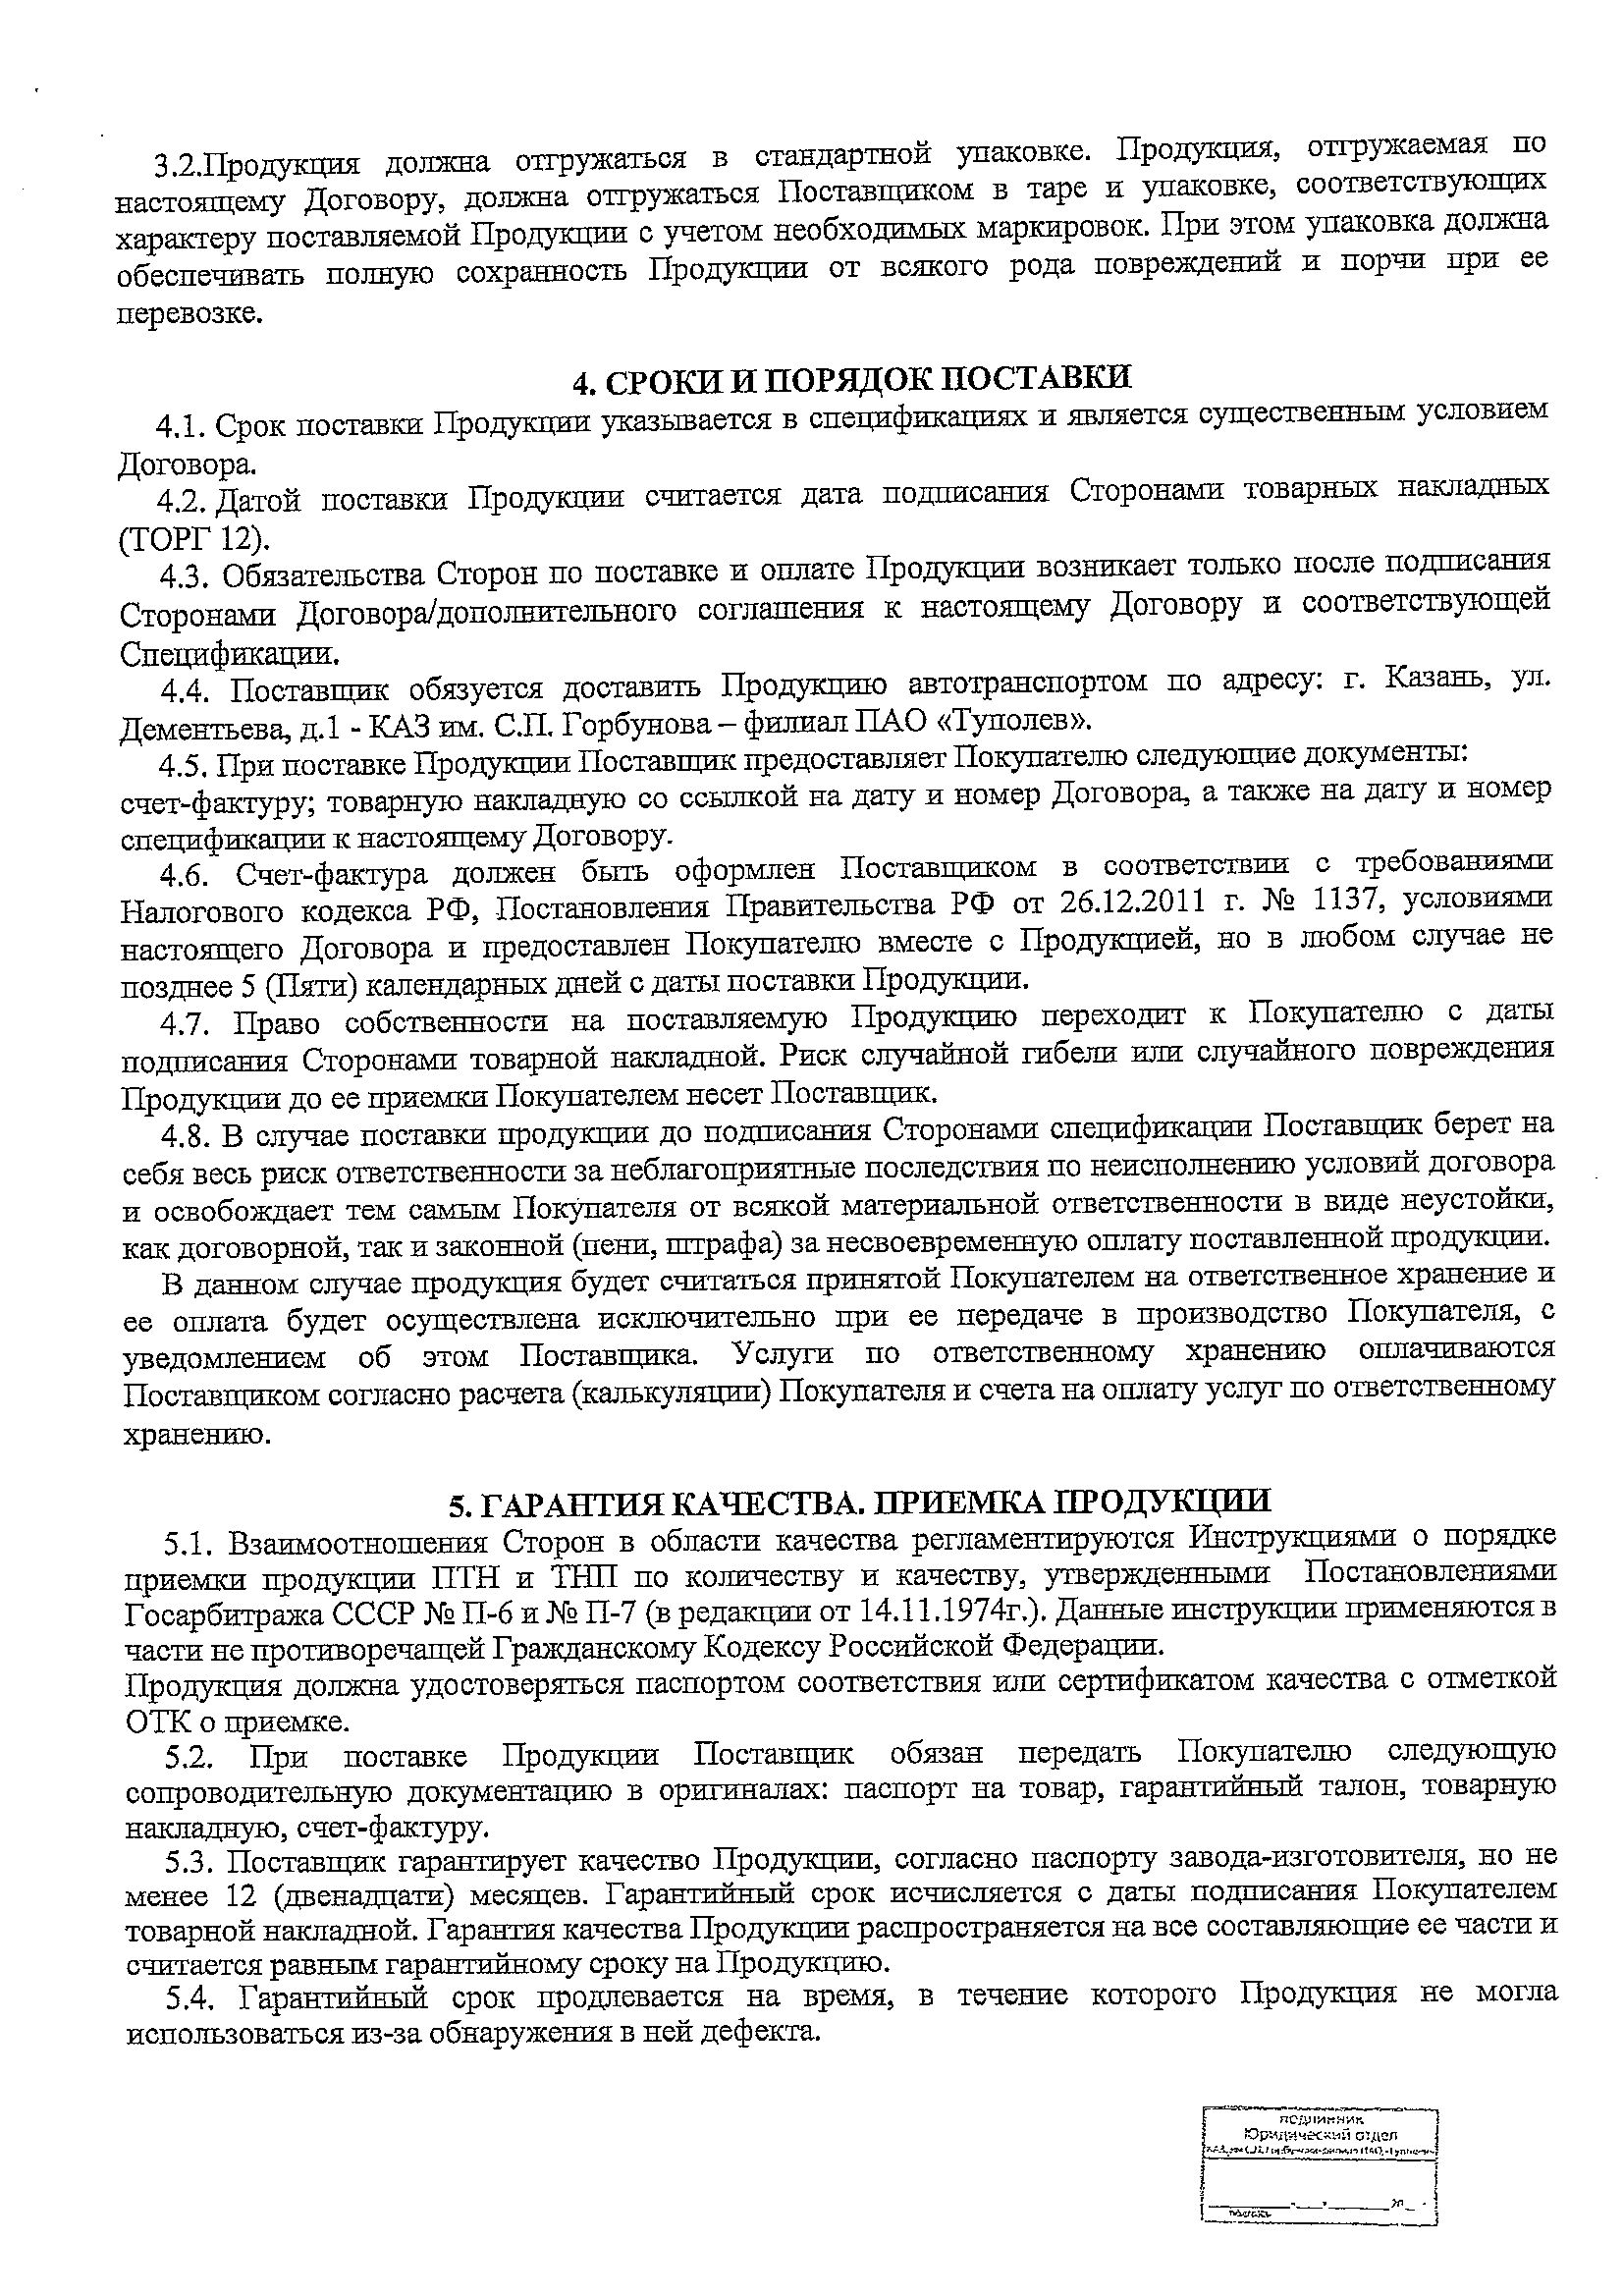 3.2.Продукция должна отгружаться в стандартной упаковке. Продукция, отгружаемая по
настоящему Договору, должна отгружаться Поставщиком в таре и упаковке, соответствующих
характеру поставляемой Продукции с учетом необходимых маркировок. При этом упаковка должна
обеспечивать полную сохранность Продукции от всякого рода повреждений и порчи при ее
перевозке.
4. СРОКИ И ПОРЯДОК ПОСТАВКИ
4.1. Срок поставки Продукции указывается в спецификациях и является существенным условием
Договора.
4.2. Датой поставки Продукции считается дата подписания Сторонами товарных накладных
(ТОРГ 12).
4.3. Обязательства Сторон по поставке и оплате Продукции возникает только после подписания
Сторонами Договора/дополнительного соглашения к настоящему Договору и соответствующей
Спецификации.
4.4. Поставщик обязуется доставить Продукцию автотранспортом по адресу: г. Казань, ул.
Дементьева, д.1 - КАЗ им. С.П. Горбунова – филиал ПАО «Туполев».
4.5. При поставке Продукции Поставщик предоставляет Покупателю следующие документы:
счет-фактуру; товарную накладную со ссылкой на дату и номер Договора, а также на дату и номер
спецификации к настоящему Договору.
4.6. Счет-фактура должен быть оформлен Поставщиком в соответствии с требованиями
Налогового кодекса РФ, Постановления Правительства РФ от 26.12.2011 г. № 1137, условиями
настоящего Договора и предоставлен Покупателю вместе с Продукцией, но в любом случае не
позднее 5 (Пяти) календарных дней с даты поставки Продукции.
4.7. Право собственности на поставляемую Продукцию переходит к Покупателю с даты
подписания Сторонами товарной накладной. Риск случайной гибели или случайного повреждения
Продукции до ее приемки Покупателем несет Поставщик.
4.8. В случае поставки продукции до подписания Сторонами спецификации Поставщик берет на
себя весь риск ответственности за неблагоприятные последствия по неисполнению условий договора
и освобождает тем самым Покупателя от всякой материальной ответственности в виде неустойки,
как договорной, так и законной (пени, штрафа) за несвоевременную оплату поставленной продукции.
В данном случае продукция будет считаться принятой Покупателем на ответственное хранение и
ее оплата будет осуществлена исключительно при ее передаче в производство Покупателя, с
уведомлением об этом Поставщика. Услуги по ответственному хранению оплачиваются
Поставщиком согласно расчета (калькуляции) Покупателя и счета на оплату услуг по ответственному
хранению.
5. ГАРАНТИЯ КАЧЕСТВА. ПРИЕМКА ПРОДУКЦИИ
5.1. Взаимоотношения Сторон в области качества регламентируются Инструкциями о порядке
приемки продукции ПТН и ТНП по количеству и качеству, утвержденными Постановлениями
Госарбитража СССР № П-6 и № П-7 (в редакции от 14.11.1974г.). Данные инструкции применяются в
части не противоречащей Гражданскому Кодексу Российской Федерации.
Продукция должна удостоверяться паспортом соответствия или сертификатом качества с отметкой
ОТК о приемке.
5.2. При поставке Продукции Поставщик обязан передать Покупателю следующую
сопроводительную документацию в оригиналах: паспорт на товар, гарантийный талон, товарную
накладную, счет-фактуру.
5.3. Поставщик гарантирует качество Продукции, согласно паспорту завода-изготовителя, но не
менее 12 (двенадцати) месяцев. Гарантийный срок исчисляется с даты подписания Покупателем
товарной накладной. Гарантия качества Продукции распространяется на все составляющие ее части и
считается равным гарантийному сроку на Продукцию.
5.4. Гарантийный срок продлевается на время, в течение которого Продукция не могла
использоваться из-за обнаружения в ней дефекта.
ПОДЛИННИК
Юридический отдел
20
подпись